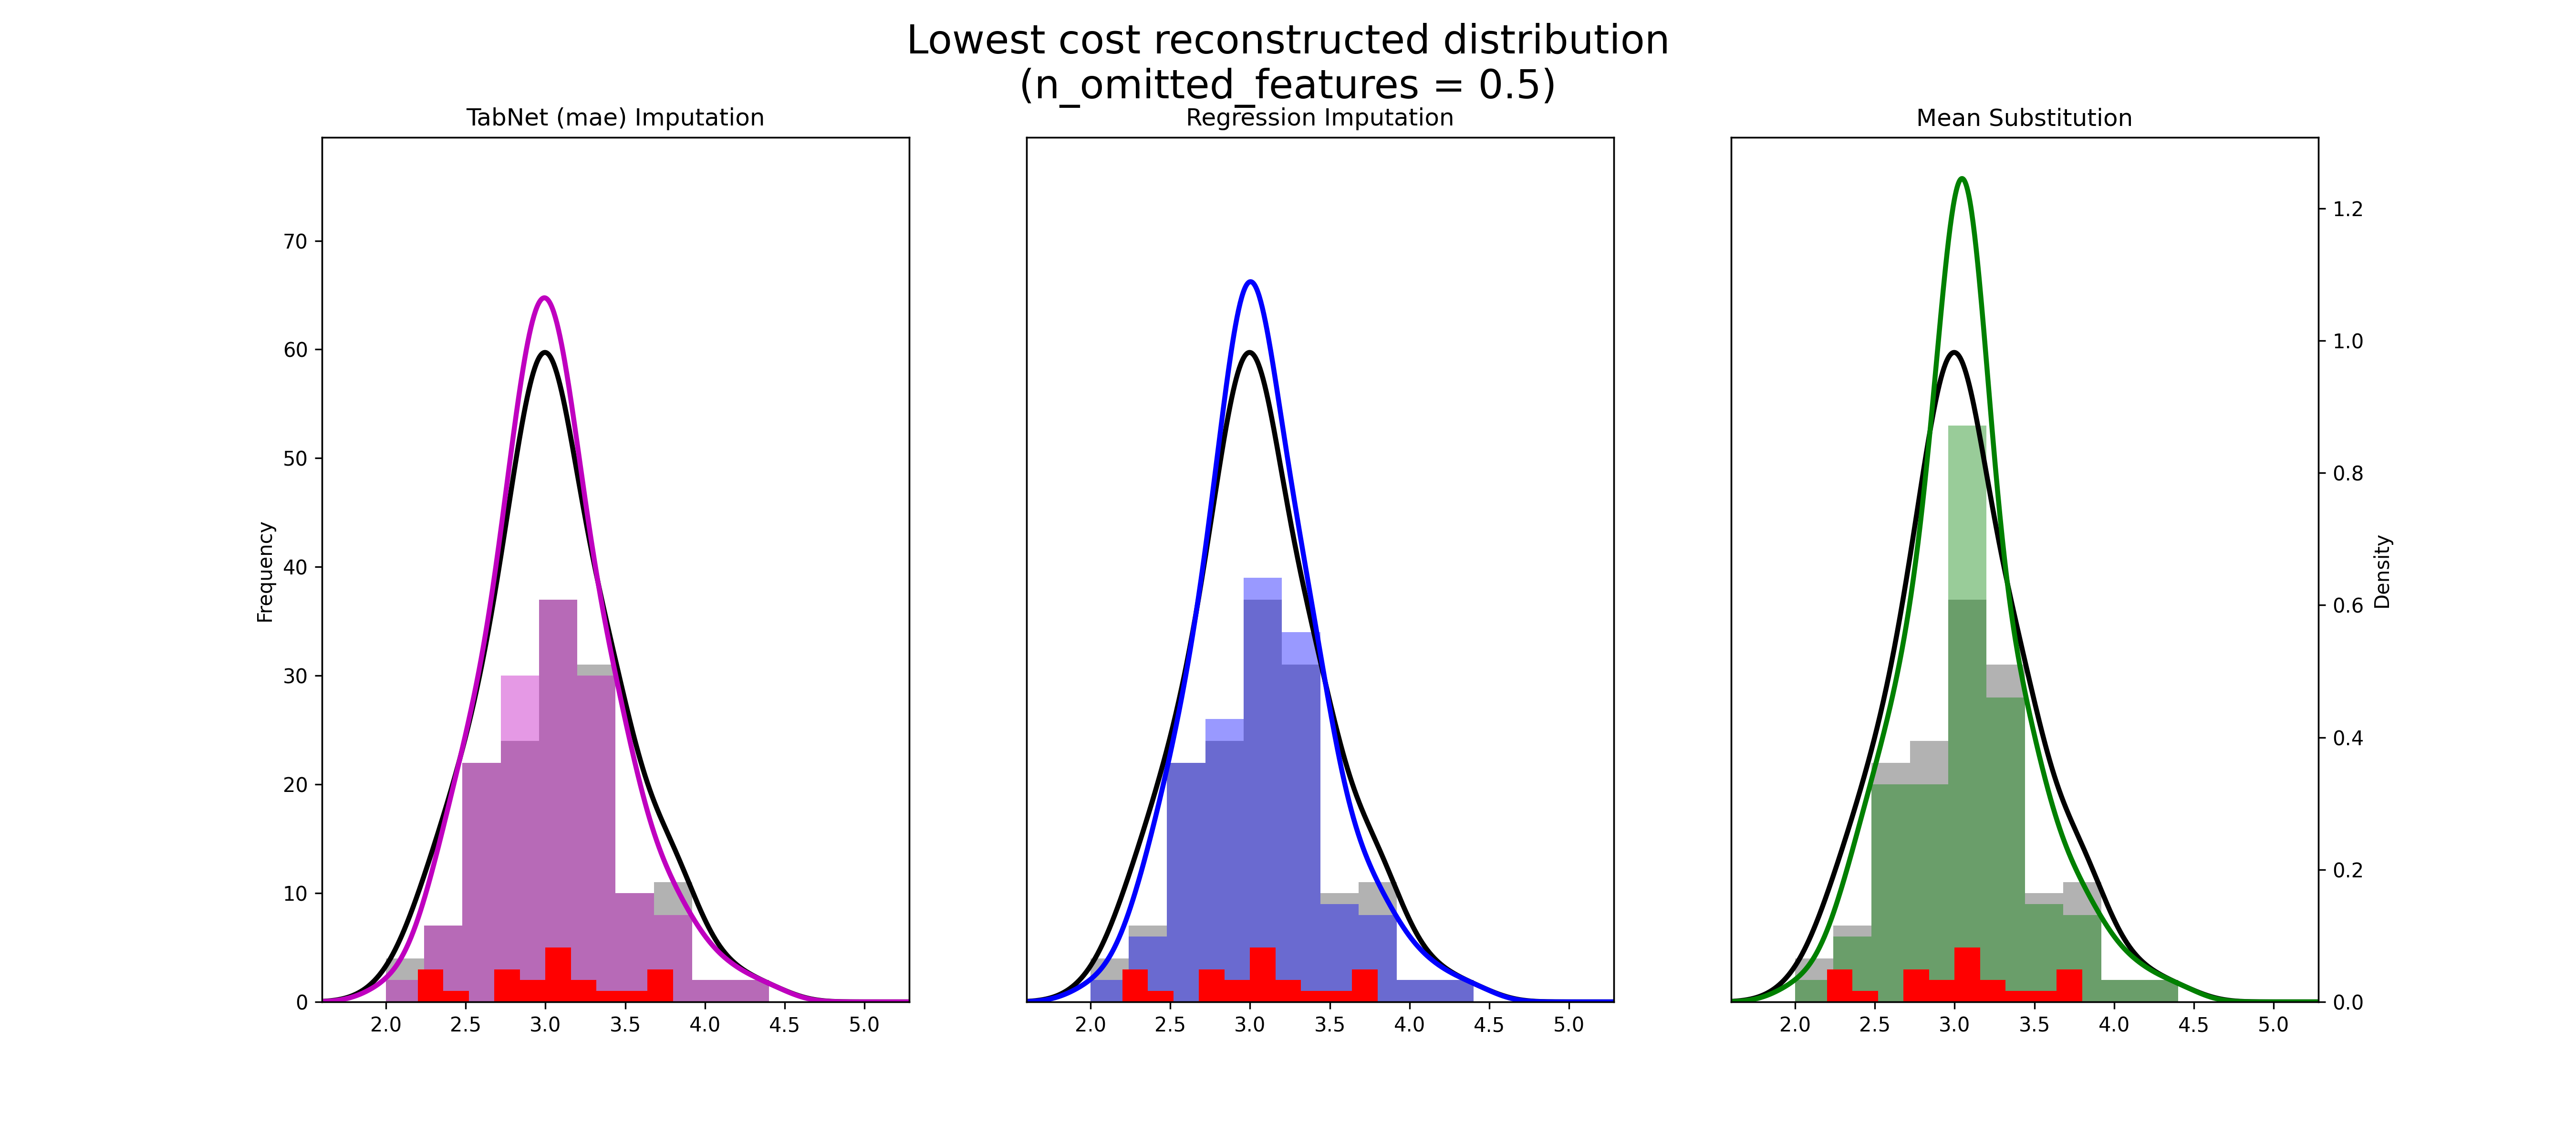 Lowest cost reconstructed distribution
(n_omitted_features = 0.5)
TabNet (mae) Imputation
Regression Imputation
Mean Substitution
Frequency
70
60
50
40
30
20
10
0
2.0 2.5 3.0 3.5 4.0 4.5 5.0
2.0 2.5 3.0 3.5 4.0 4.5 5.0
2.0 2.5 3.0 3.5 4.0 4.5 5.0
1.2
1.0
0.8
0.6
0.4
0.2
0.0
Density